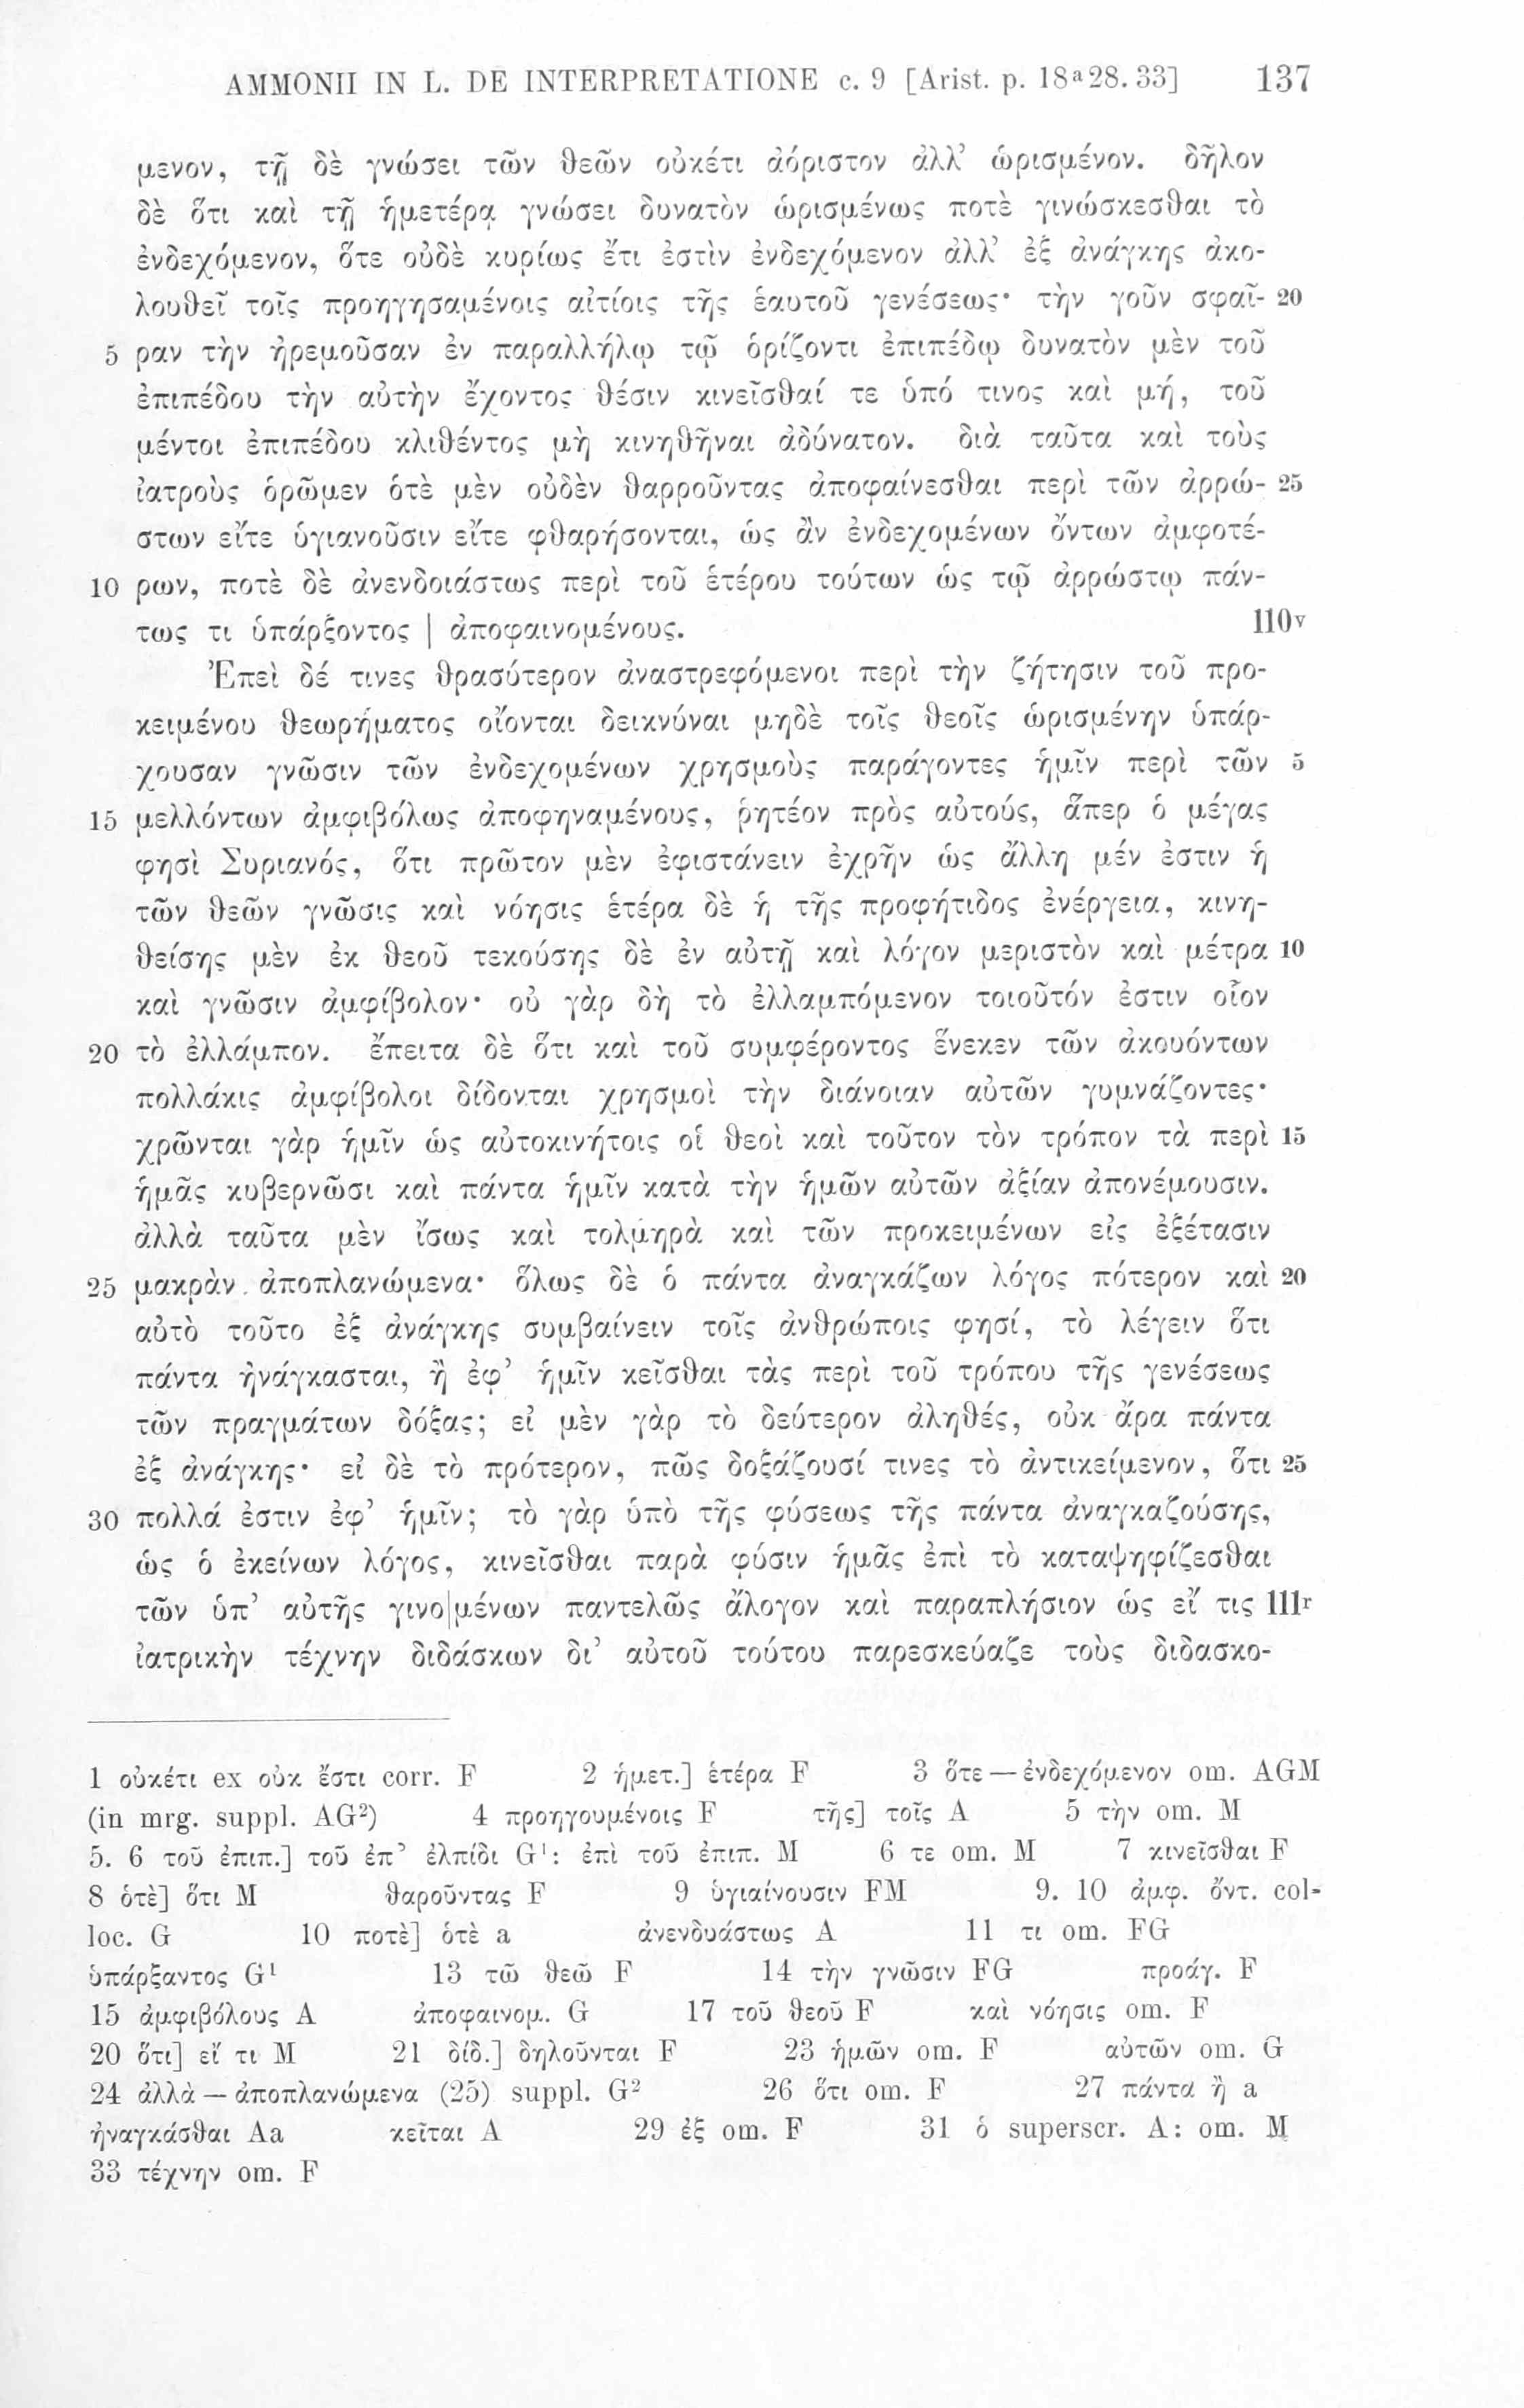 AMMONII IN L. DE INTERPRETATIONE c. 9 [Arist. p. 18ᵃ28.33] 137
μενον, τῇ δὲ γνώσει τῶν θεῶν οὐκέτι ἀόριστον ἀλλ’ ὡρισμένον. δῆλον
δὲ ὅτι καὶ τῇ ἡμετέρᾳ γνώσει δυνατὸν ὡρισμένως ποτὲ γινώσκεσθαι τὸ
ἐνδεχόμενον, ὅτε οὐδὲ κυρίως ἔτι ἐστὶν ἐνδεχόμενον ἀλλ’ ἐξ ἀνάγκης ἀκο-
λουθεῖ τοῖς προηγησαμένοις αἰτίοις τῆς ἑαυτοῦ γενέσεως· τὴν γοῦν σφαῖ- 20
5 ραν τὴν ἠρεμοῦσαν ἐν παραλλήλῳ τῷ ὁρίζοντι ἐπιπέδῳ δυνατὸν μὲν τοῦ
ἐπιπέδου τὴν αὐτὴν ἔχοντος θέσιν κινεῖσθαί τε ὑπό τινος καὶ μή, τοῦ
μέντοι ἐπιπέδου κλιθέντος μὴ κινηθῆναι ἀδύνατον. διὰ ταῦτα καὶ τοὺς
ἰατροὺς ὁρῶμεν ὁτὲ μὲν οὐδὲν θαρροῦντας ἀποφαίνεσθαι περὶ τῶν ἀρρώ- 25
στων εἴτε ὑγιανοῦσιν εἴτε φθαρήσονται, ὡς ἂν ἐνδεχομένων ὄντων ἀμφοτέ-
10 ρων, ποτὲ δὲ ἀνενδοιάστως περὶ τοῦ ἑτέρου τούτων ὡς τῷ ἀρρώστῳ πάν-
τως τι ὑπάρξοντος | ἀποφαινομένους. 110ᵛ
Ἐπεὶ δέ τινες θρασύτερον ἀναστρεφόμενοι περὶ τὴν ζήτησιν τοῦ προ-
κειμένου θεωρήματος οἴονται δεικνύναι μηδὲ τοῖς θεοῖς ὡρισμένην ὑπάρ-
χουσαν γνῶσιν τῶν ἐνδεχομένων χρησμοὺς παράγοντες ἡμῖν περὶ τῶν 5
15 μελλόντων ἀμφιβόλως ἀποφηναμένους, ῥητέον πρὸς αὐτούς, ἅπερ ὁ μέγας
φησὶ Συριανός, ὅτι πρῶτον μὲν ἐφιστάνειν ἐχρῆν ὡς ἄλλη μέν ἐστιν ἡ
τῶν θεῶν γνῶσις καὶ νόησις ἑτέρα δὲ ἡ τῆς προφήτιδος ἐνέργεια, κινη-
θείσης μὲν ἐκ θεοῦ τεκούσης δὲ ἐν αὐτῇ καὶ λόγον μεριστὸν καὶ μέτρα 10
καὶ γνῶσιν ἀμφίβολον· οὐ γὰρ δὴ τὸ ἐλλαμπόμενον τοιοῦτόν ἐστιν οἷον
20 τὸ ἐλλάμπον. ἔπειτα δὲ ὅτι καὶ τοῦ συμφέροντος ἕνεκεν τῶν ἀκουόντων
πολλάκις ἀμφίβολοι δίδονται χρησμοὶ τὴν διάνοιαν αὐτῶν γυμνάζοντες·
χρῶνται γὰρ ἡμῖν ὡς αὐτοκινήτοις οἱ θεοὶ καὶ τοῦτον τὸν τρόπον τὰ περὶ 15
ἡμᾶς κυβερνῶσι καὶ πάντα ἡμῖν κατὰ τὴν ἡμῶν αὐτῶν ἀξίαν ἀπονέμουσιν.
ἀλλὰ ταῦτα μὲν ἴσως καὶ τολμηρὰ καὶ τῶν προκειμένων εἰς ἐξέτασιν
25 μακρὰν ἀποπλανώμενα· ὅλως δὲ ὁ πάντα ἀναγκάζων λόγος πότερον καὶ 20
αὐτὸ τοῦτο ἐξ ἀνάγκης συμβαίνειν τοῖς ἀνθρώποις φησί, τὸ λέγειν ὅτι
πάντα ἠνάγκασται, ἢ ἐφ’ ἡμῖν κεῖσθαι τὰς περὶ τοῦ τρόπου τῆς γενέσεως
τῶν πραγμάτων δόξας; εἰ μὲν γὰρ τὸ δεύτερον ἀληθές, οὐκ ἄρα πάντα
ἐξ ἀνάγκης· εἰ δὲ τὸ πρότερον, πῶς δοξάζουσί τινες τὸ ἀντικείμενον, ὅτι 25
30 πολλά ἐστιν ἐφ’ ἡμῖν; τὸ γὰρ ὑπὸ τῆς φύσεως τῆς πάντα ἀναγκαζούσης,
ὡς ὁ ἐκείνων λόγος, κινεῖσθαι παρὰ φύσιν ἡμᾶς ἐπὶ τὸ καταψηφίζεσθαι
τῶν ὑπ’ αὐτῆς γινο|μένων παντελῶς ἄλογον καὶ παραπλήσιον ὡς εἴ τις 111ʳ
ἰατρικὴν τέχνην διδάσκων δι’ αὐτοῦ τούτου παρεσκεύαζε τοὺς διδασκο-
1 οὐκέτι ex οὐκ ἔστι corr. F 2 ἡμετ.] ἑτέρα F 3 ὅτε — ἐνδεχόμενον om. AGM
(in mrg. suppl. AG²) 4 προηγουμένοις F τῆς] τοῖς A 5 τὴν om. M
5. 6 τοῦ ἐπιπ.] τοῦ ἐπ’ ἐλπίδι G¹: ἐπὶ τοῦ ἐπιπ. M 6 τε om. M 7 κινεῖσθαι F
8 ὁτὲ] ὅτι M θαροῦντας F 9 ὑγιαίνουσιν FM 9. 10 ἀμφ. ὄντ. col-
loc. G 10 ποτὲ] ὁτὲ a ἀνενδυάστως A 11 τι om. FG
ὑπάρξαντος G¹ 13 τῶ θεῶ F 14 τὴν γνῶσιν FG προάγ. F
15 ἀμφιβόλους A ἀποφαινομ. G 17 τοῦ θεοῦ F καὶ νόησις om. F
20 ὅτι] εἴ τι M 21 δίδ.] δηλοῦνται F 23 ἡμῶν om. F αὐτῶν om. G
24 ἀλλὰ — ἀποπλανώμενα (25) suppl. G² 26 ὅτι om. F 27 πάντα ἢ a
ἠναγκάσθαι Aa κεῖται A 29 ἐξ om. F 31 ὁ superscr. A: om. M
33 τέχνην om. F